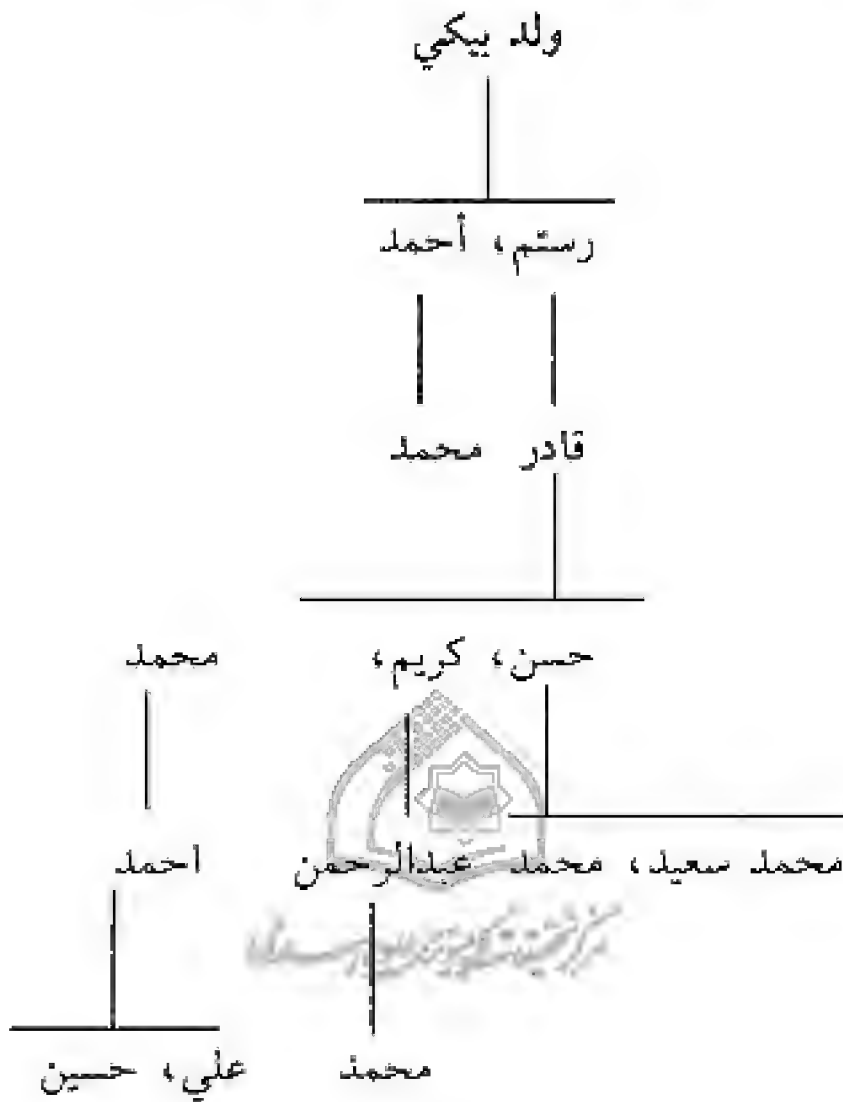 ولد بيكي
رستم، أحمد
قادر محمد
حسن، كريم، محمد
محمد سعيد، محمد عبدالرحمن احمد
محمد علي، حسين